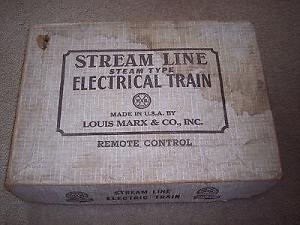 STREAM LINE
STEAM TYPE
ELECTRICAL TRAIN
MAR
MADE IN U.S.A. BY
LOUIS MARX & CO., INC.
REMOTE CONTROL
STREAM LINE
ELECTRIC TRAIN